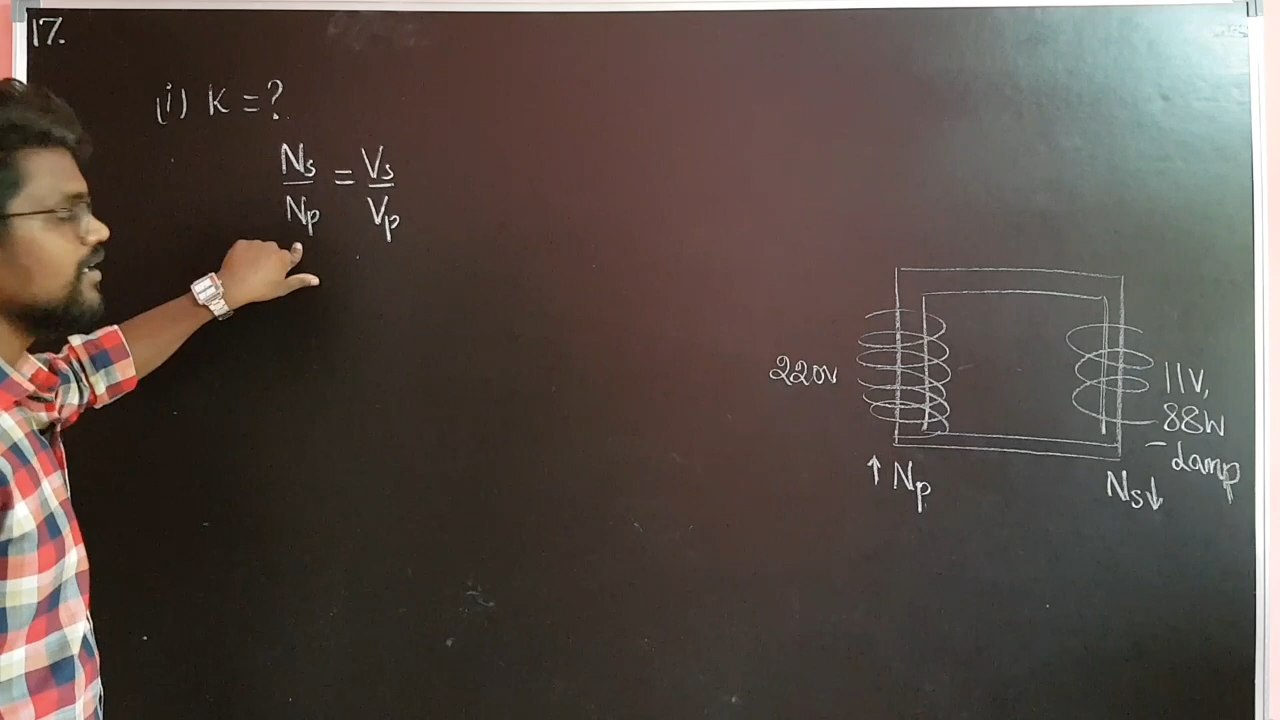 17.
(i) K = ?
Ns/Np = Vs/Vp
220V
11V,
88W
lamp
↑ Np
Ns↓